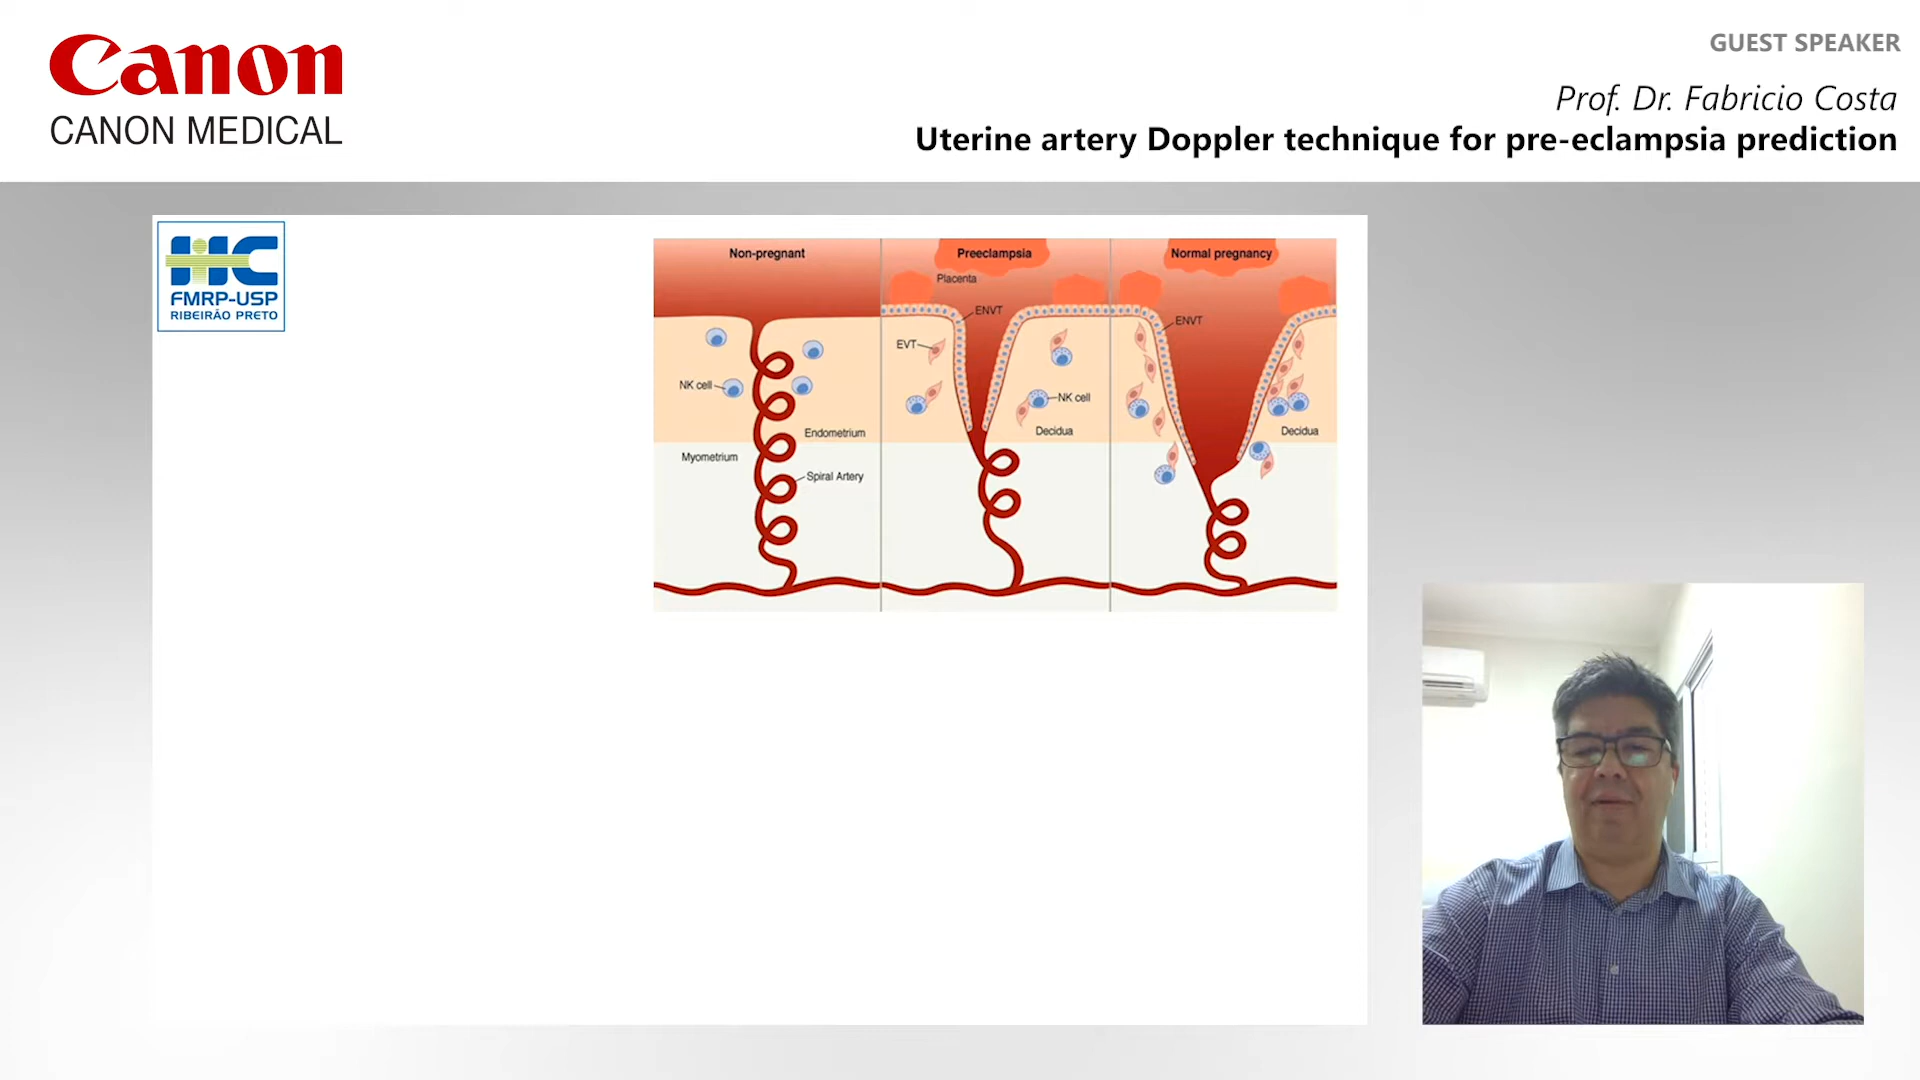 Canon
CANON MEDICAL
GUEST SPEAKER
Prof. Dr. Fabricio Costa
Uterine artery Doppler technique for pre-eclampsia prediction
HC
FMRP-USP
RIBEIRÃO PRETO
Non-pregnant
NK cell
Endometrium
Myometrium
Spiral Artery
Preeclampsia
Placenta
ENVT
EVT
NK cell
Decidua
Normal pregnancy
ENVT
Decidua